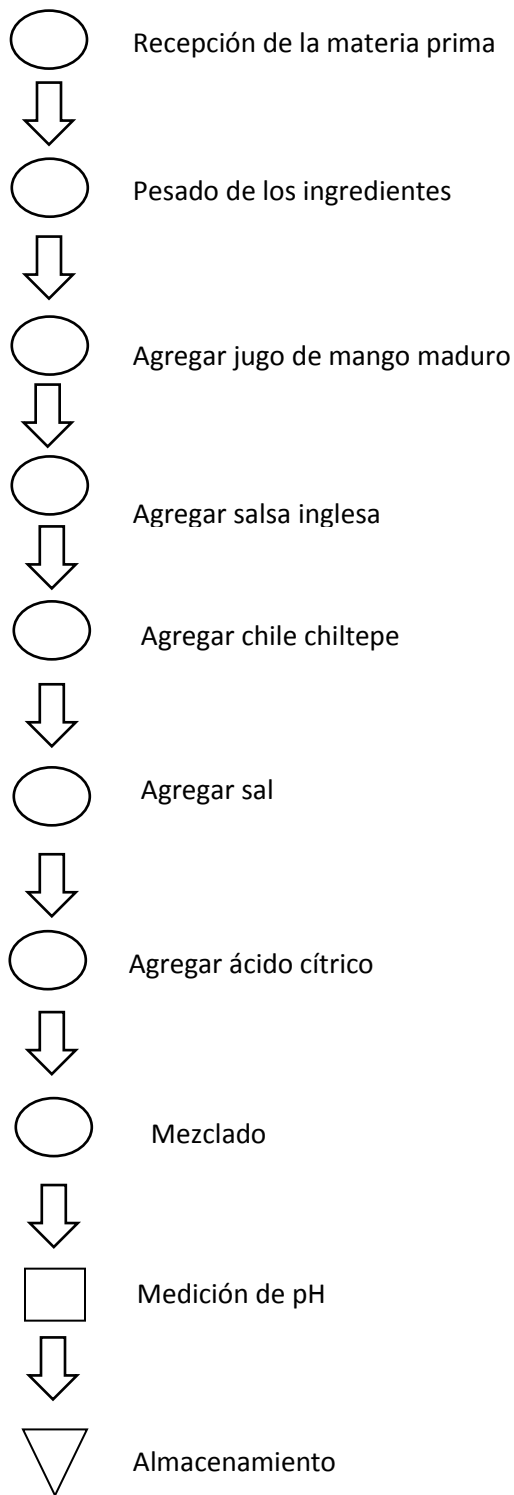 Recepción de la materia prima
Pesado de los ingredientes
Agregar jugo de mango maduro
Agregar salsa inglesa
Agregar chile chiltepe
Agregar sal
Agregar ácido cítrico
Mezclado
Medición de pH
Almacenamiento